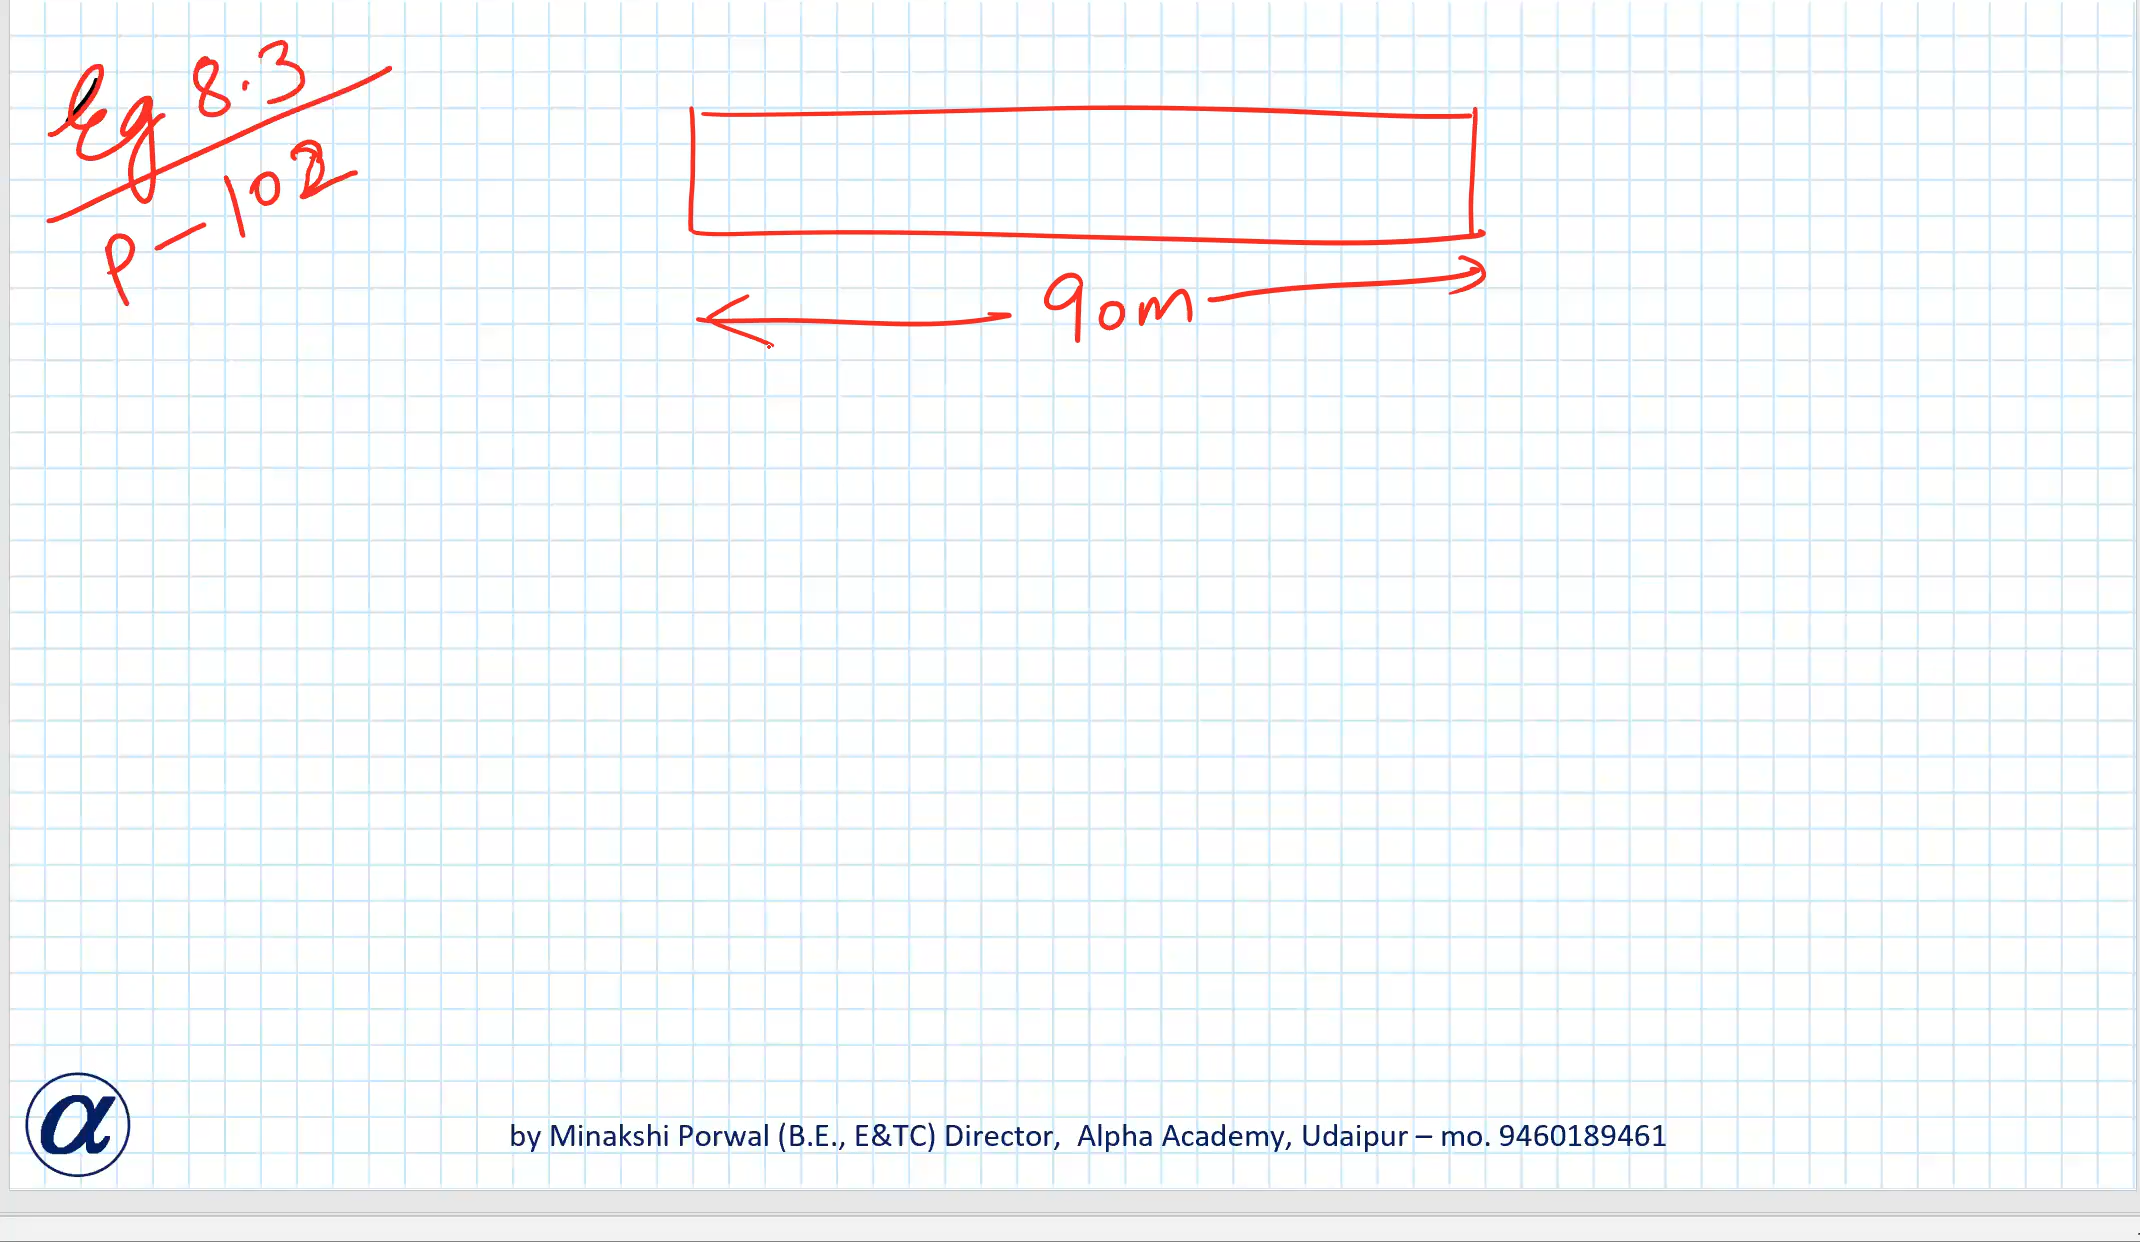 Eg 8.3
P-102
90m
α
by Minakshi Porwal (B.E., E&TC) Director, Alpha Academy, Udaipur – mo. 9460189461